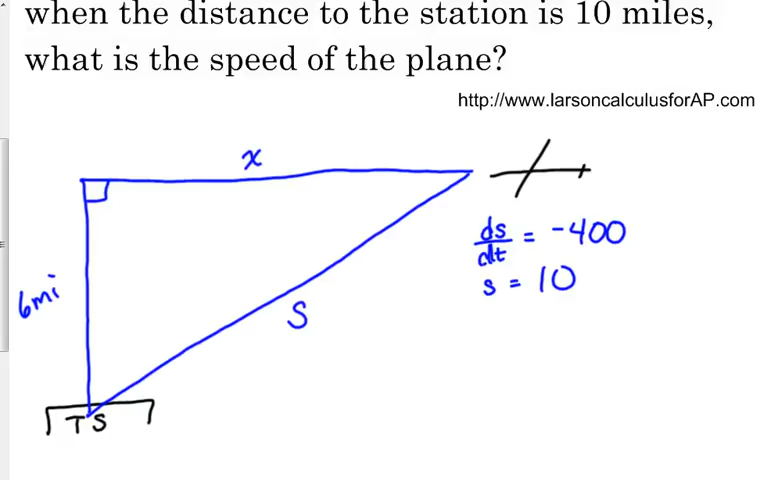 when the distance to the station is 10 miles,
what is the speed of the plane?
http://www.larsoncalculusforAP.com
x
ds/dt = -400
s = 10
6mi
S
TS